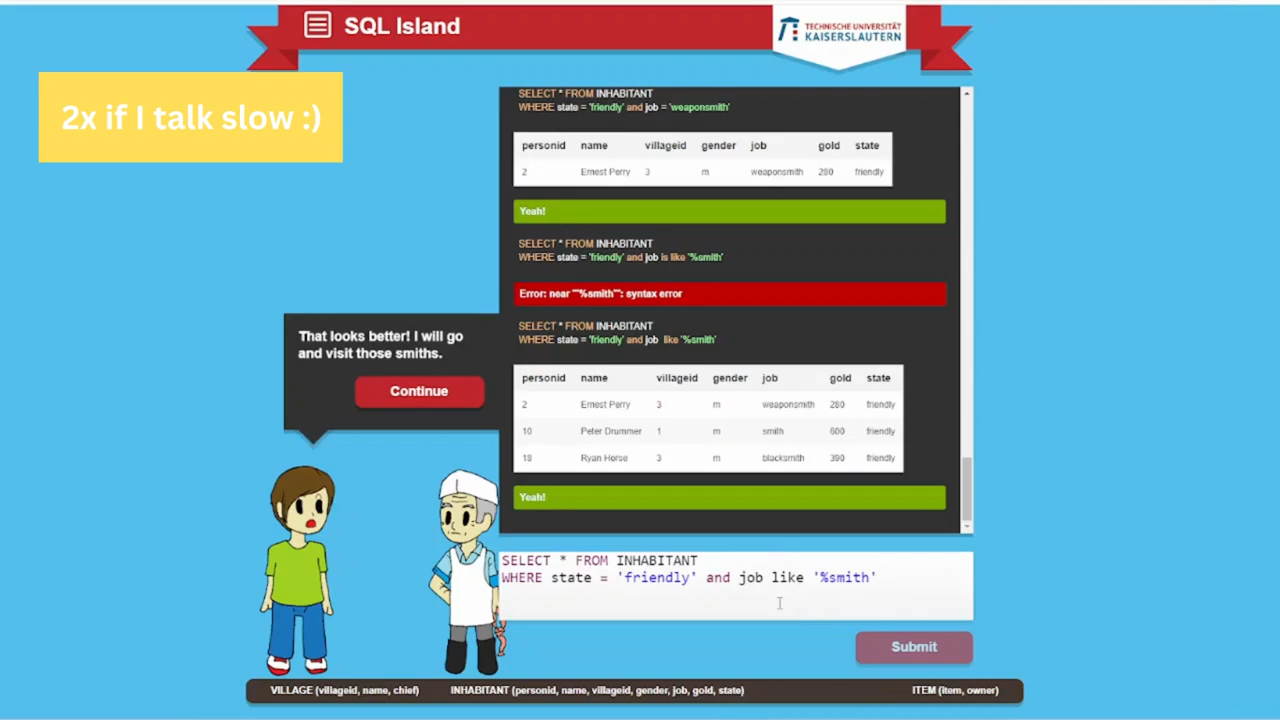 SQL Island
TECHNISCHE UNIVERSITÄT
KAISERSLAUTERN
2x if I talk slow :)
SELECT * FROM INHABITANT
WHERE state = 'friendly' and job = 'weaponsmith'
personid name villageid gender job gold state
2 Ernest Perry 3 m weaponsmith 280 friendly
Yeah!
SELECT * FROM INHABITANT
WHERE state = 'friendly' and job is like '%smith'
Error: near "'%smith'": syntax error
SELECT * FROM INHABITANT
WHERE state = 'friendly' and job like '%smith'
personid name villageid gender job gold state
2 Ernest Perry 3 m weaponsmith 280 friendly
10 Peter Drummer 1 m smith 600 friendly
18 Ryan Horse 3 m blacksmith 390 friendly
Yeah!
That looks better! I will go
and visit those smiths.
Continue
SELECT * FROM INHABITANT
WHERE state = 'friendly' and job like '%smith'
Submit
VILLAGE (villageid, name, chief) INHABITANT (personid, name, villageid, gender, job, gold, state) ITEM (item, owner)